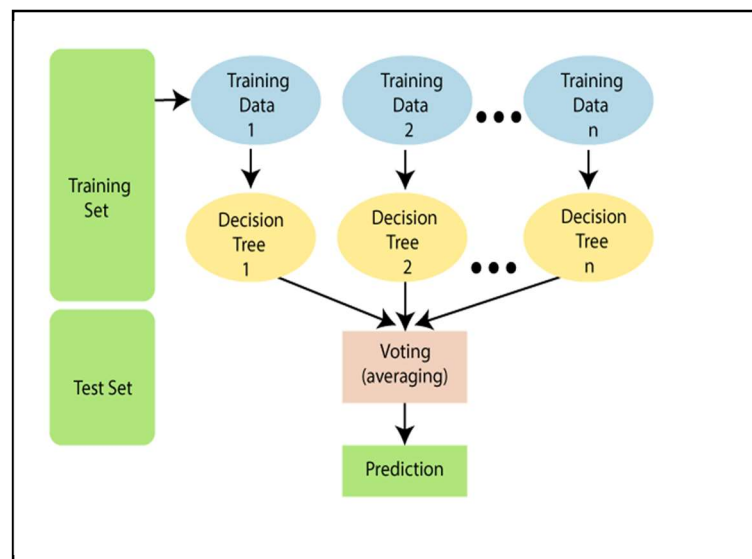 Training
Set
Training
Data
1
Training
Data
2
Training
Data
n
Decision
Tree
1
Decision
Tree
2
Decision
Tree
n
Test Set
Voting
(averaging)
Prediction